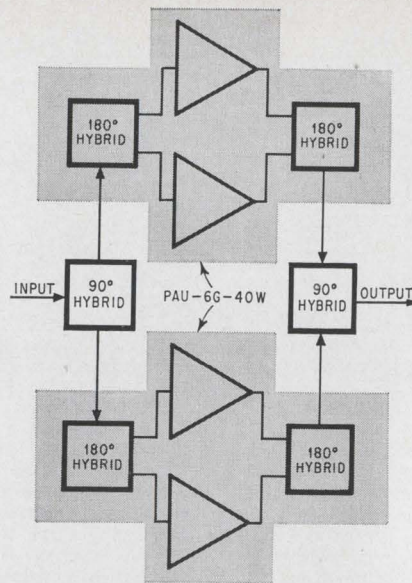 180°
HYBRID
180°
HYBRID
INPUT
90°
HYBRID
PAU-6G-40W
90°
HYBRID
OUTPUT
180°
HYBRID
180°
HYBRID